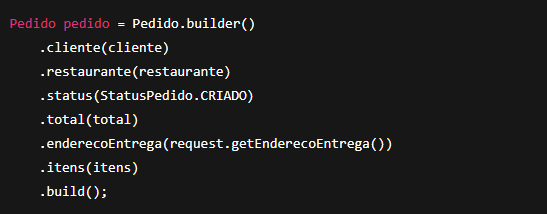 Pedido pedido = Pedido.builder()
    .cliente(cliente)
    .restaurante(restaurante)
    .status(StatusPedido.CRIADO)
    .total(total)
    .enderecoEntrega(request.getEnderecoEntrega())
    .itens(itens)
    .build();